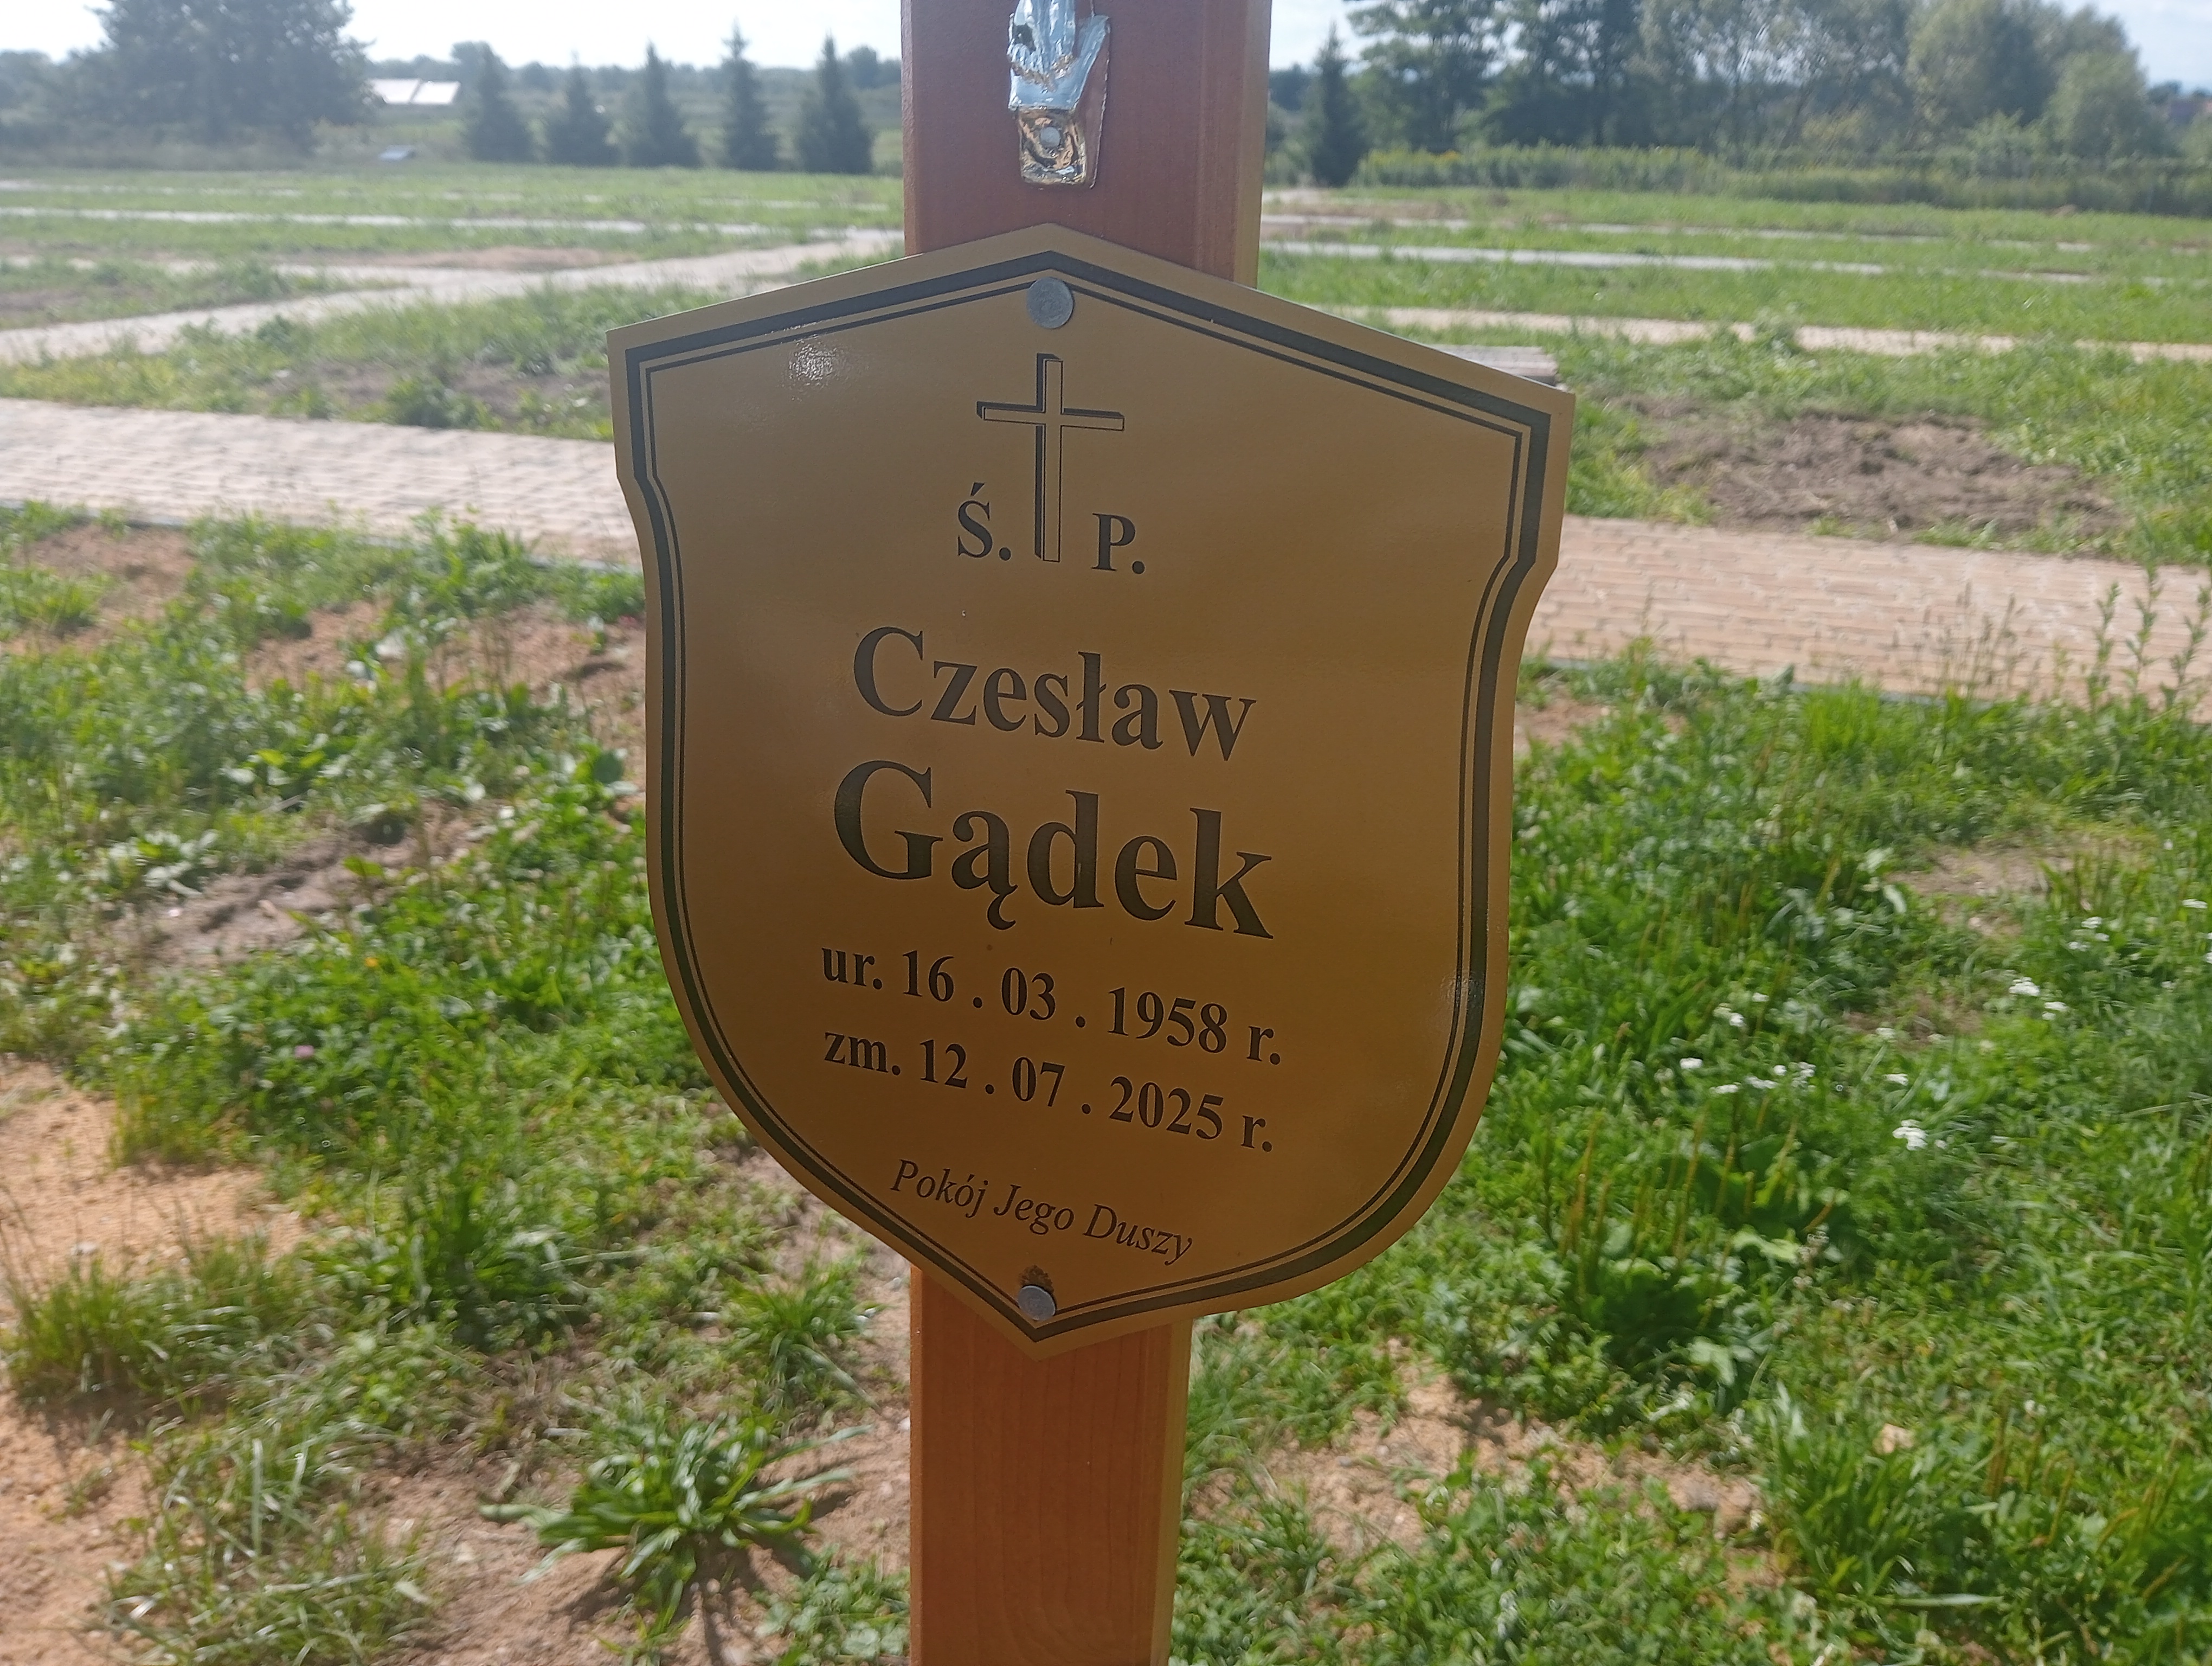 Ś. P.
Czesław
Gądek
ur. 16 . 03 . 1958 r.
zm. 12 . 07 . 2025 r.
Pokój Jego Duszy